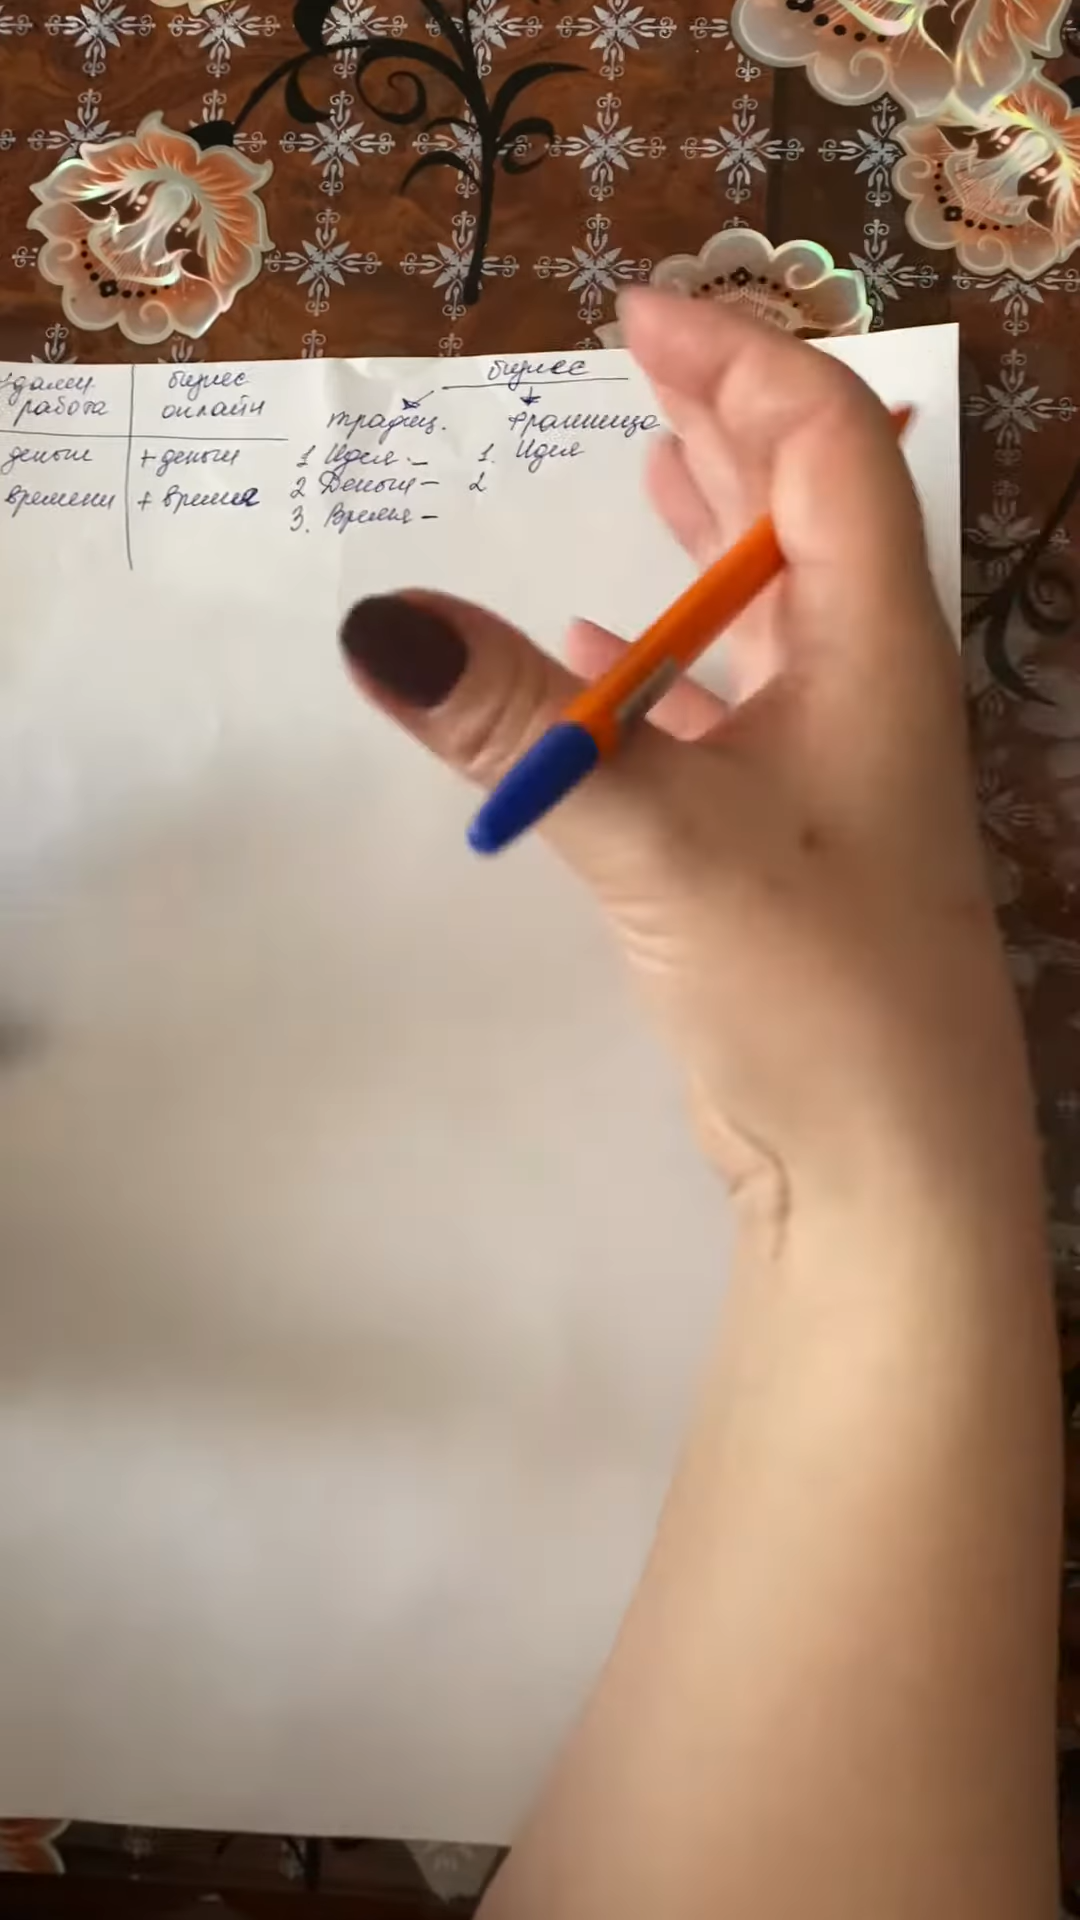 удален. бизнес
работа онлайн
деньги + деньги
времени + время
бизнес
традиц. франшиза
1 Идея – 1. Идея
2 Деньги – 2
3. Время –